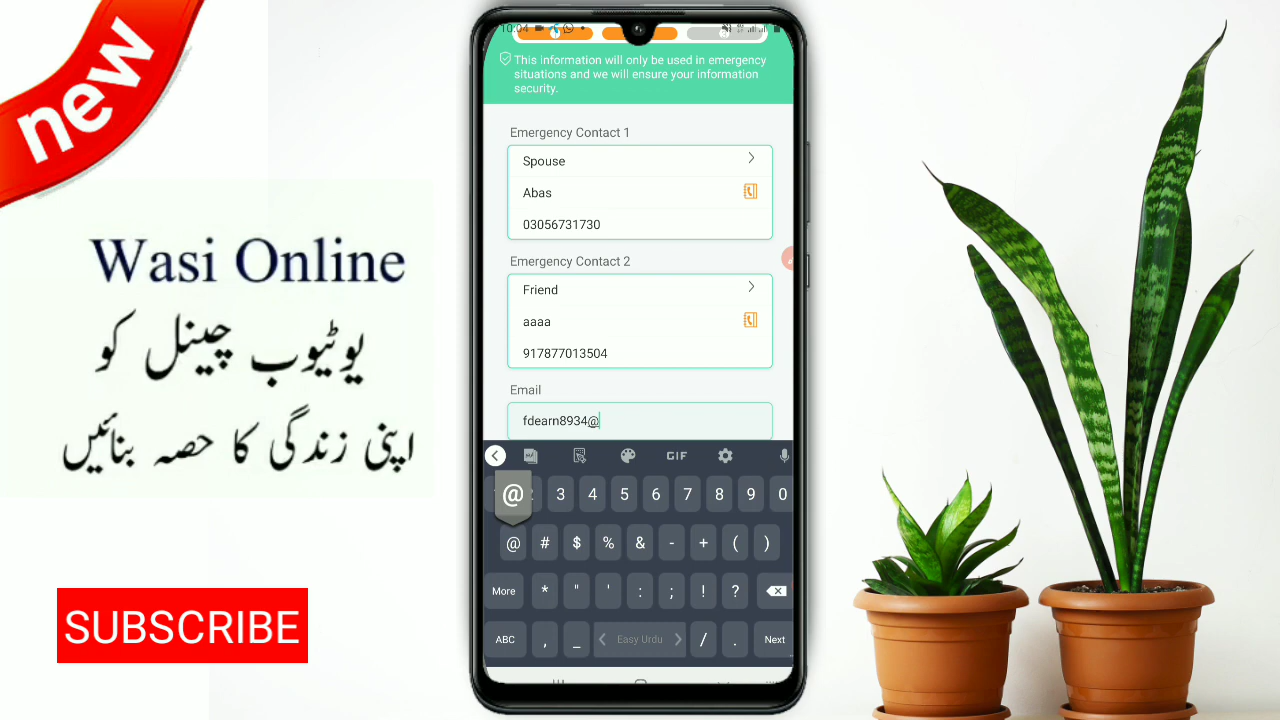 new
Wasi Online
یوٹیوب چینل کو
اپنی زندگی کا حصہ بنائیں
SUBSCRIBE
10:04
This information will only be used in emergency
situations and we will ensure your information
security.
Emergency Contact 1
Spouse
Abas
03056731730
Emergency Contact 2
Friend
aaaa
917877013504
Email
fdearn8934@
GIF
@ 3 4 5 6 7 8 9 0
@ # $ % & - + ( )
More * " ' : ; ! ?
ABC , _ Easy Urdu / . Next